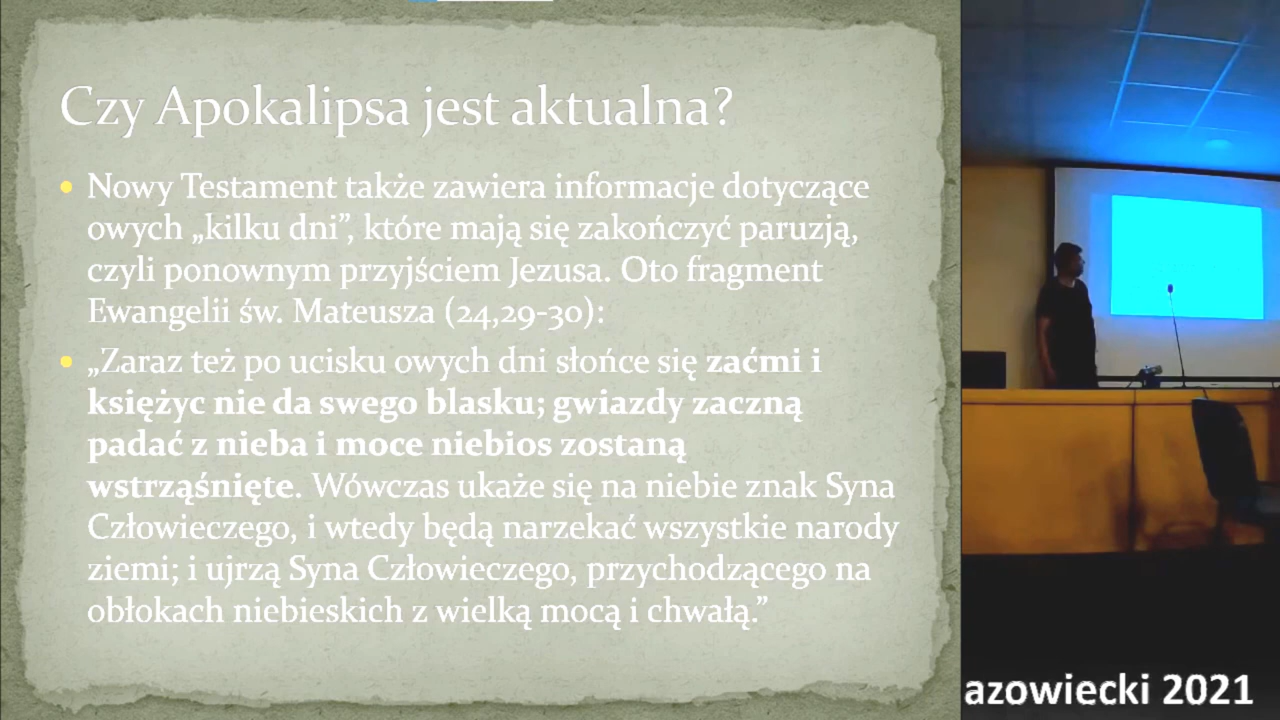 Czy Apokalipsa jest aktualna?
• Nowy Testament także zawiera informacje dotyczące
owych „kilku dni”, które mają się zakończyć paruzją,
czyli ponownym przyjściem Jezusa. Oto fragment
Ewangelii św. Mateusza (24,29-30):
• „Zaraz też po ucisku owych dni słońce się zaćmi i
księżyc nie da swego blasku; gwiazdy zaczną
padać z nieba i moce niebios zostaną
wstrząśnięte. Wówczas ukaże się na niebie znak Syna
Człowieczego, i wtedy będą narzekać wszystkie narody
ziemi; i ujrzą Syna Człowieczego, przychodzącego na
obłokach niebieskich z wielką mocą i chwałą.”
azowiecki 2021